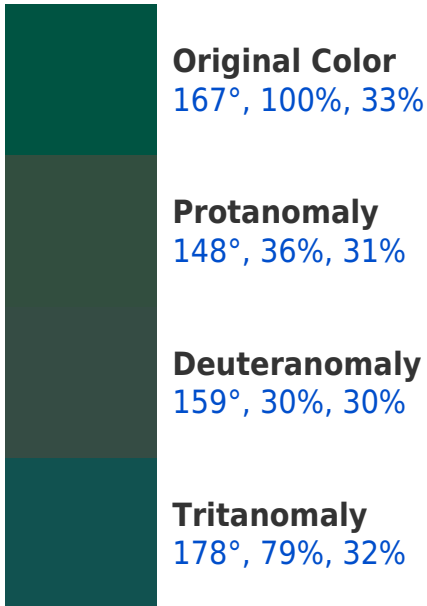 Original Color
167°, 100%, 33%
Protanomaly
148°, 36%, 31%
Deuteranomaly
159°, 30%, 30%
Tritanomaly
178°, 79%, 32%